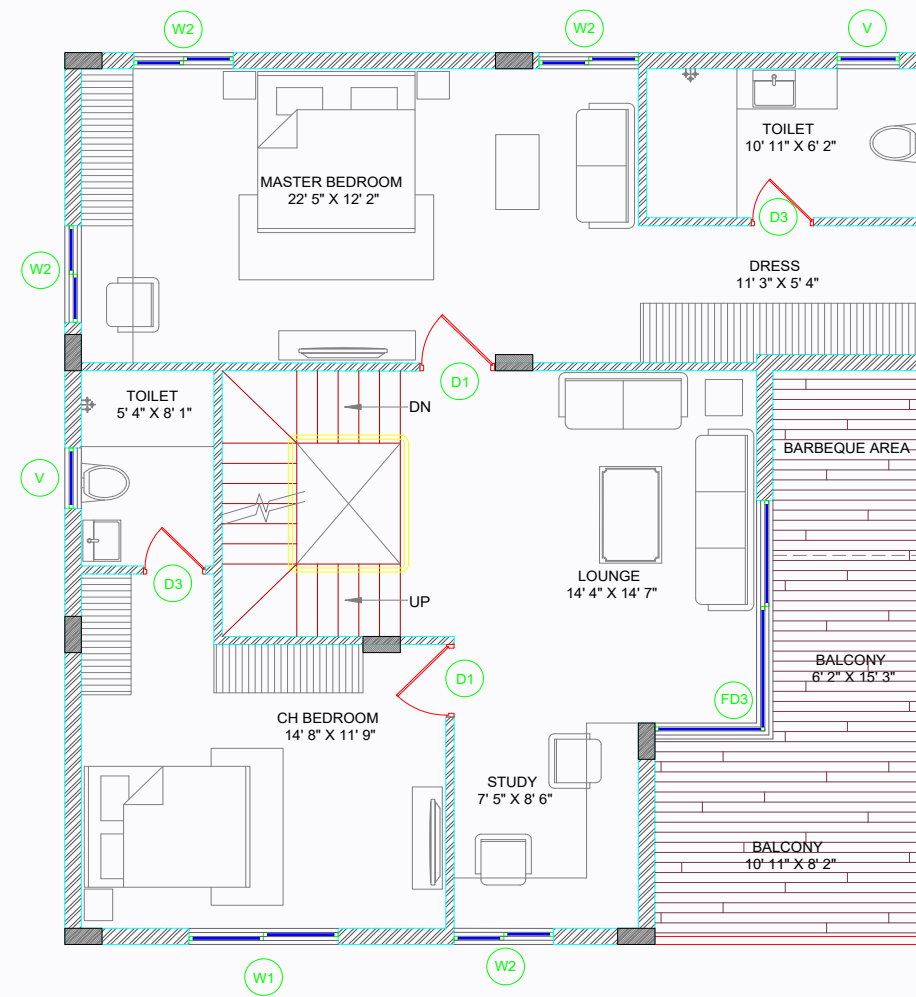 W2
W2
V
TOILET
10' 11" X 6' 2"
MASTER BEDROOM
22' 5" X 12' 2"
D3
W2
DRESS
11' 3" X 5' 4"
D1
TOILET
5' 4" X 8' 1"
DN
BARBEQUE AREA
V
D3
LOUNGE
14' 4" X 14' 7"
UP
D1
BALCONY
6' 2" X 15' 3"
FD3
CH BEDROOM
14' 8" X 11' 9"
STUDY
7' 5" X 8' 6"
BALCONY
10' 11" X 8' 2"
W1
W2